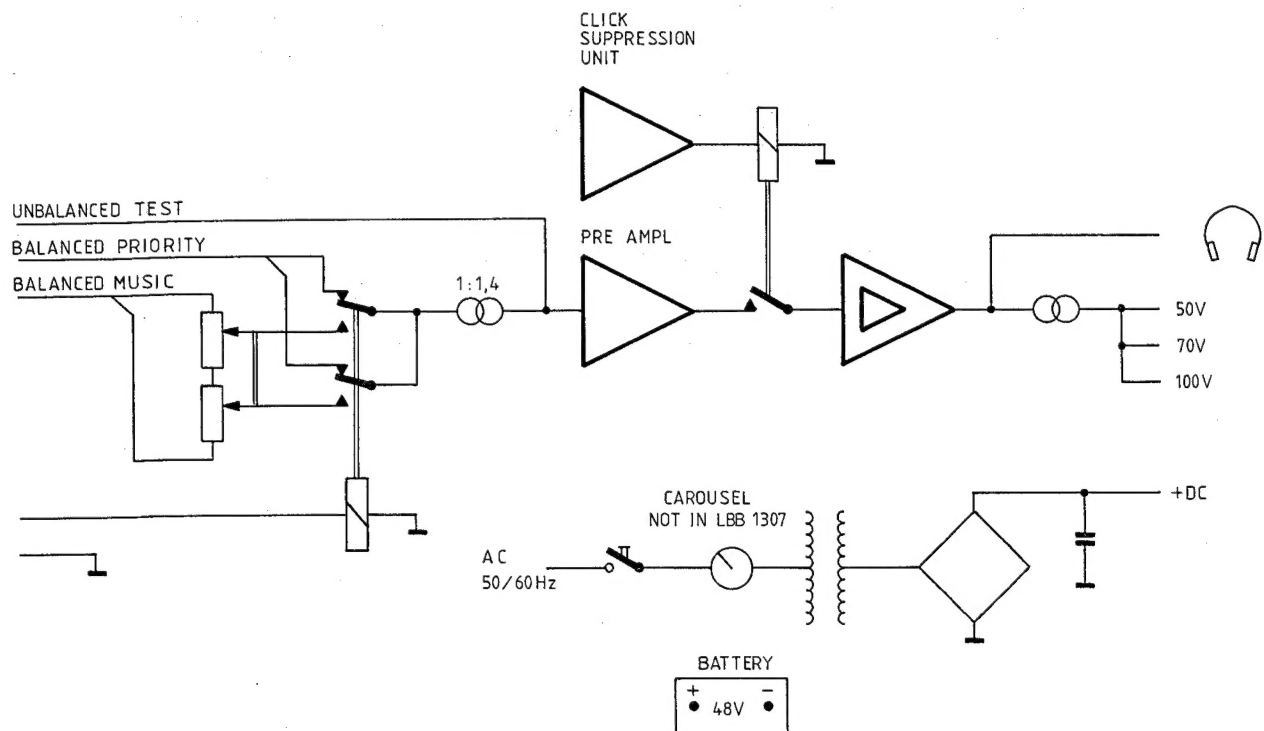 CLICK
SUPPRESSION
UNIT
UNBALANCED TEST
BALANCED PRIORITY
PRE AMPL
BALANCED MUSIC
1:1,4
50V
70V
100V
CAROUSEL
NOT IN LBB 1307
+DC
AC
50/60Hz
BATTERY
+ −
48V